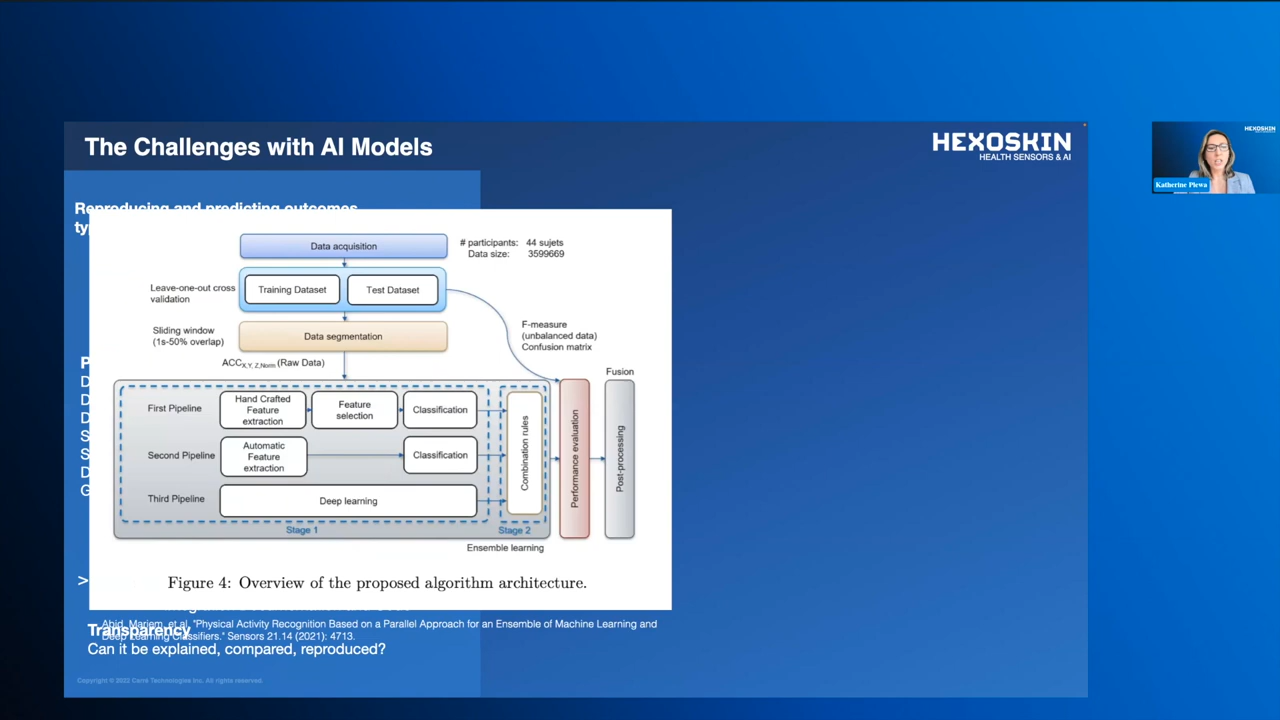 The Challenges with AI Models
HEXOSKIN
HEALTH SENSORS & AI
HEXOSKIN
Katherine Plewa
Reproducing and predicting outcomes
Data acquisition
# participants: 44 sujets
Data size: 3599669
Leave-one-out cross
validation
Training Dataset
Test Dataset
Sliding window
(1s-50% overlap)
Data segmentation
F-measure
(unbalanced data)
Confusion matrix
ACCX,Y, Z,Norm (Raw Data)
Fusion
First Pipeline
Hand Crafted
Feature
extraction
Feature
selection
Classification
Second Pipeline
Automatic
Feature
extraction
Classification
Third Pipeline
Deep learning
Combination rules
Performance evaluation
Post-processing
Stage 1
Stage 2
Ensemble learning
Figure 4: Overview of the proposed algorithm architecture.
>
Abid, Mariem, et al. "Physical Activity Recognition Based on a Parallel Approach for an Ensemble of Machine Learning and
Deep Learning Classifiers." Sensors 21.14 (2021): 4713.
Transparency
Can it be explained, compared, reproduced?
Copyright © 2022 Carré Technologies Inc. All rights reserved.